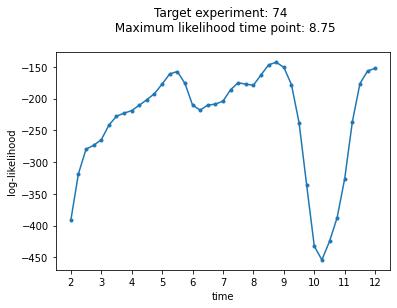 Target experiment: 74
Maximum likelihood time point: 8.75
log-likelihood
−150
−200
−250
−300
−350
−400
−450
2 3 4 5 6 7 8 9 10 11 12
time